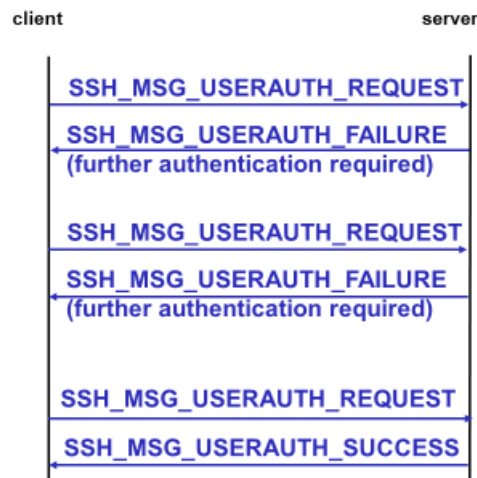 client server
SSH_MSG_USERAUTH_REQUEST
SSH_MSG_USERAUTH_FAILURE
(further authentication required)
SSH_MSG_USERAUTH_REQUEST
SSH_MSG_USERAUTH_FAILURE
(further authentication required)
SSH_MSG_USERAUTH_REQUEST
SSH_MSG_USERAUTH_SUCCESS